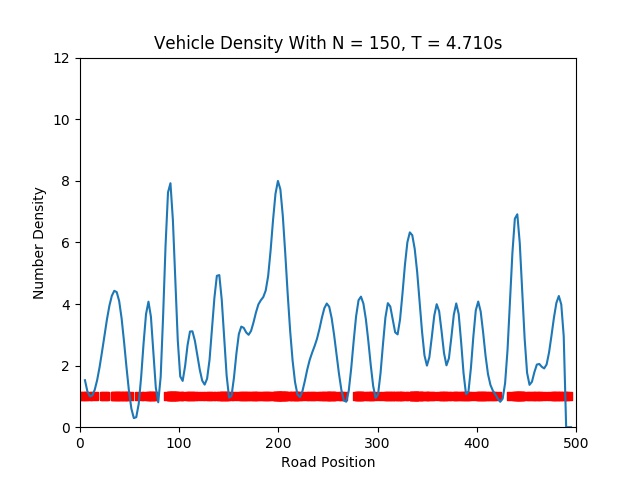 Vehicle Density With N = 150, T = 4.710s
12
10
8
6
4
2
0
Number Density
0 100 200 300 400 500
Road Position